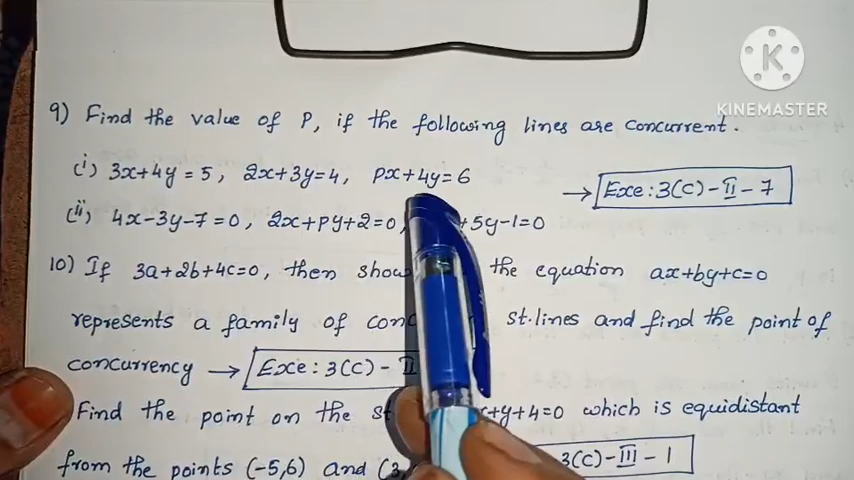 K
KINEMASTER
9) Find the value of P, if the following lines are concurrent.
(i) 3x+4y=5, 2x+3y=4, px+4y=6
→ Exe: 3(C)-II-7
(ii) 4x-3y-7=0, 2x+py+2=0, +5y-1=0
10) If 3a+2b+4c=0, then show the equation ax+by+c=0
represents a family of st.lines and find the point of
concurrency → Exe: 3(C)-II
Find the point on the +y+4=0 which is equidistant
from the points (-5,6) and (3, 3(C)-III-1